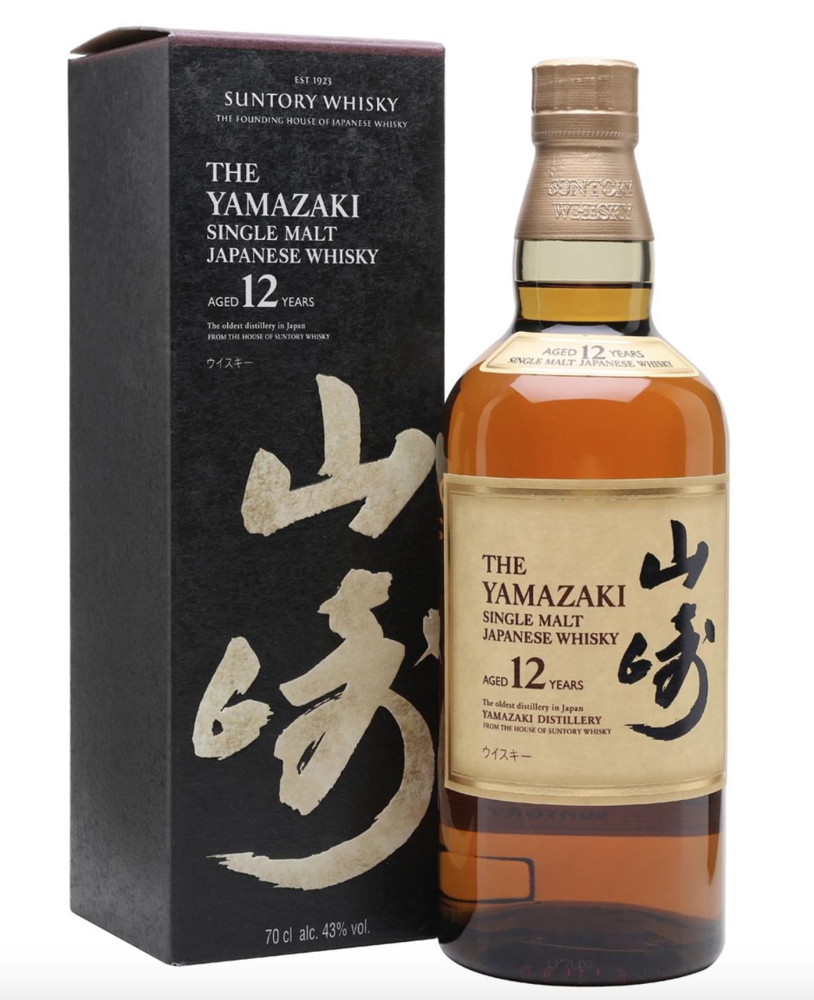 EST 1923
SUNTORY WHISKY
THE FOUNDING HOUSE OF JAPANESE WHISKY
THE
YAMAZAKI
SINGLE MALT
JAPANESE WHISKY
AGED 12 YEARS
The oldest distillery in Japan
FROM THE HOUSE OF SUNTORY WHISKY
ウイスキー
山
崎
70 cl alc. 43% vol.
SUNTORY
WHISKY
AGED 12 YEARS
SINGLE MALT JAPANESE WHISKY
THE
YAMAZAKI
SINGLE MALT
JAPANESE WHISKY
AGED 12 YEARS
The oldest distillery in Japan
YAMAZAKI DISTILLERY
FROM THE HOUSE OF SUNTORY WHISKY
ウイスキー
山
崎
SUNTORY